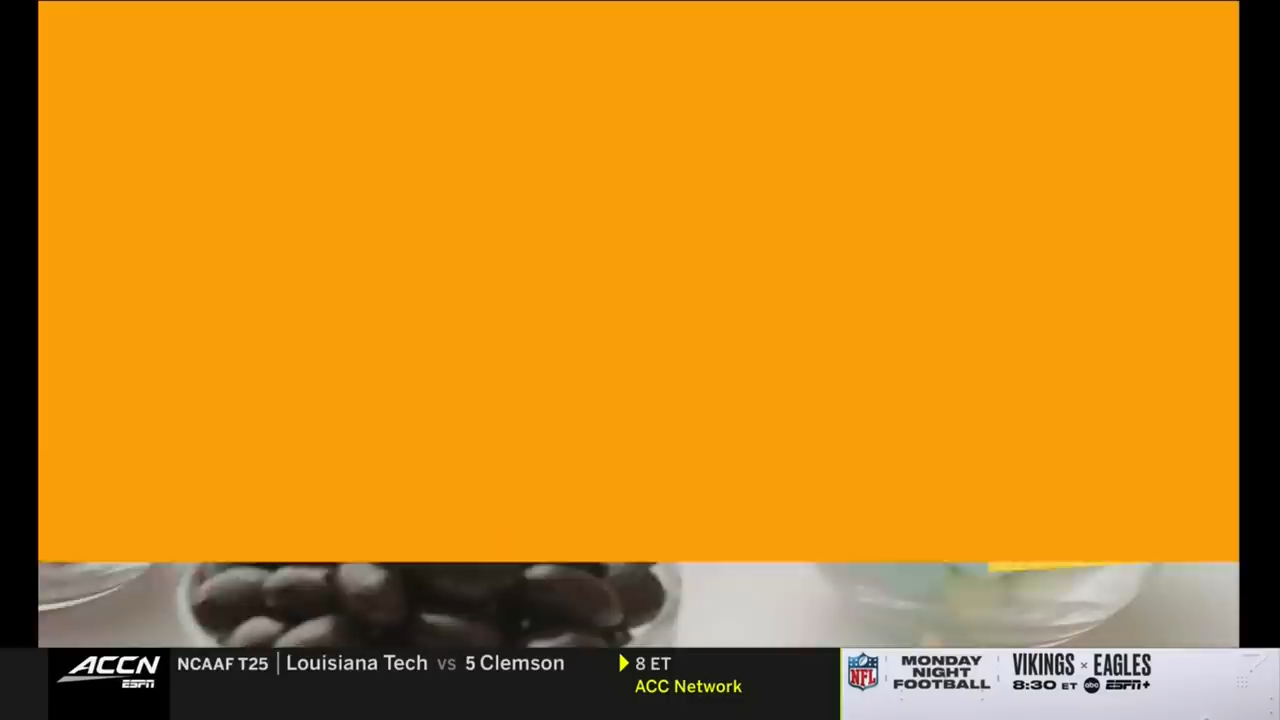 ACCN
ESPN
NCAAF T25 | Louisiana Tech vs 5 Clemson
8 ET
ACC Network
NFL
MONDAY
NIGHT
FOOTBALL
VIKINGS × EAGLES
8:30 ET abc ESPN+